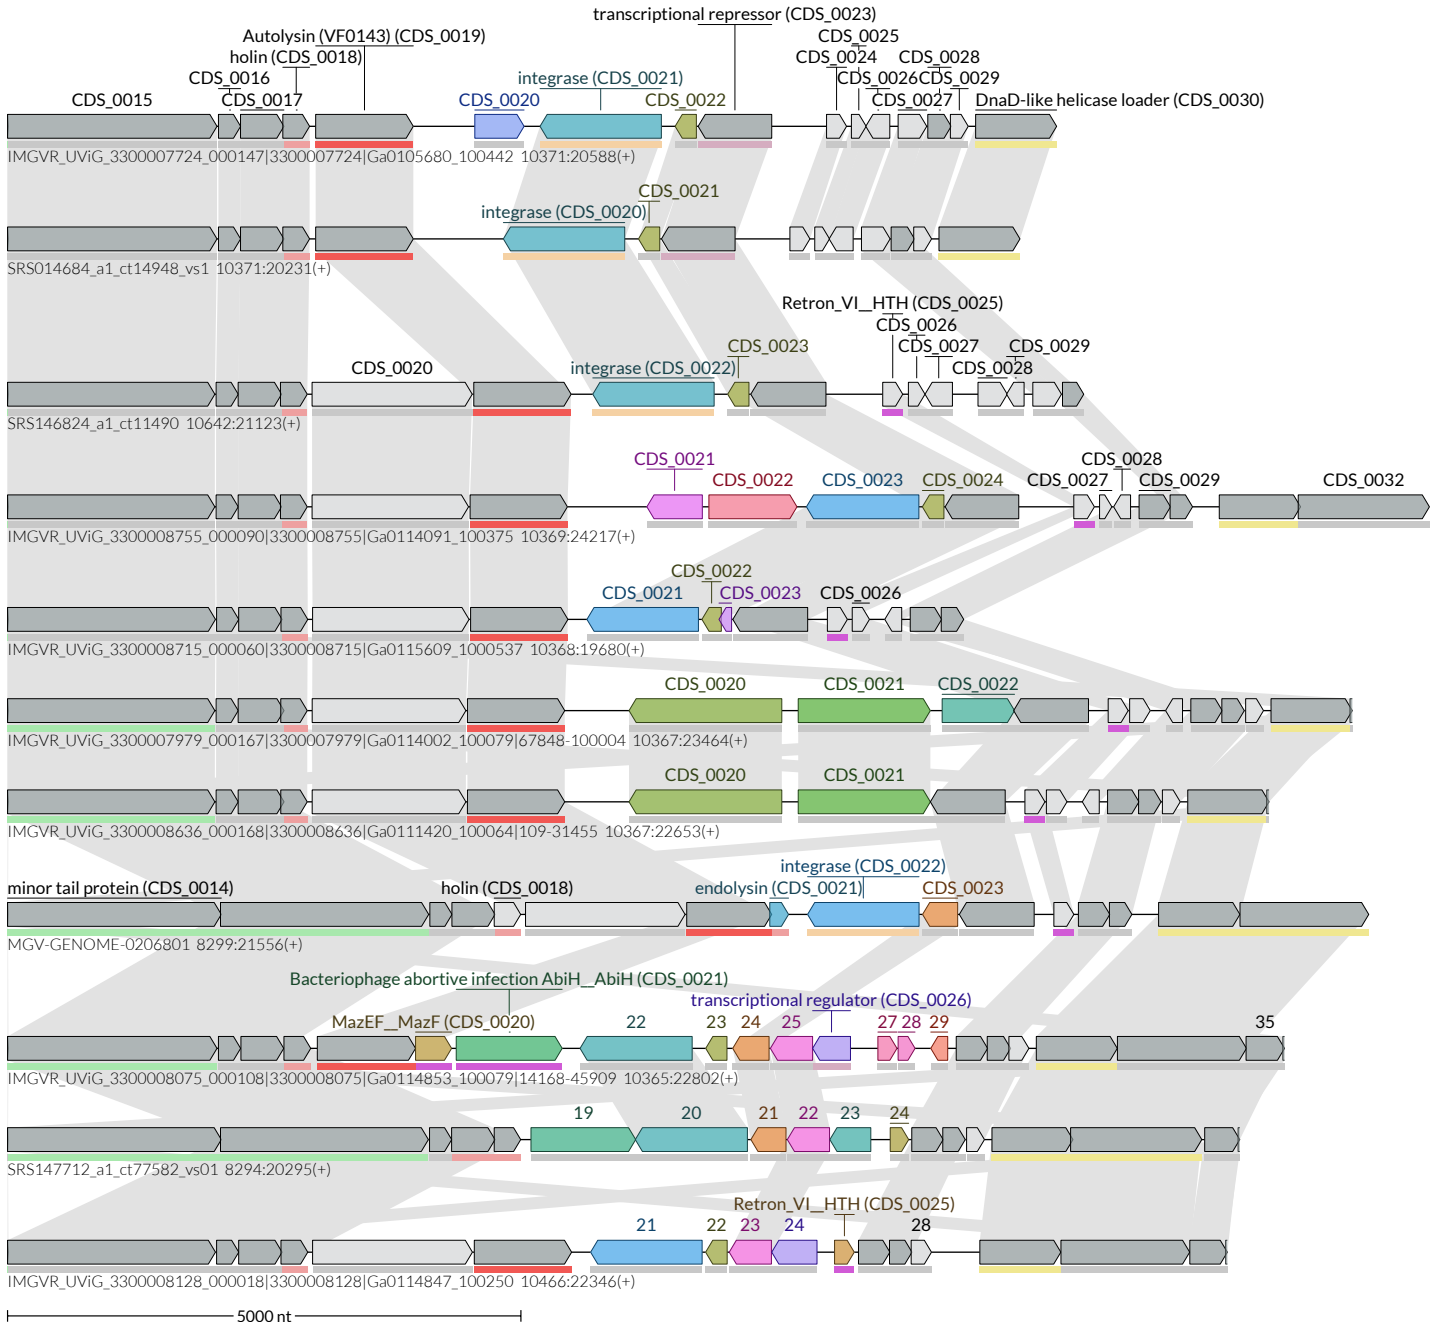 transcriptional repressor (CDS_0023)
Autolysin (VF0143) (CDS_0019)
CDS_0025
holin (CDS_0018)
CDS_0024
CDS_0028
CDS_0016
integrase (CDS_0021)
CDS_0026
CDS_0029
CDS_0015
CDS_0017
CDS_0020
CDS_0022
CDS_0027
DnaD-like helicase loader (CDS_0030)
IMGVR_UViG_3300007724_000147|3300007724|Ga0105680_100442 10371:20588(+)
CDS_0021
integrase (CDS_0020)
SRS014684_a1_ct14948_vs1 10371:20231(+)
Retron_VI__HTH (CDS_0025)
CDS_0026
CDS_0023
CDS_0027
CDS_0029
CDS_0020
integrase (CDS_0022)
CDS_0028
SRS146824_a1_ct11490 10642:21123(+)
CDS_0021
CDS_0028
CDS_0022
CDS_0023
CDS_0024
CDS_0027
CDS_0029
CDS_0032
IMGVR_UViG_3300008755_000090|3300008755|Ga0114091_100375 10369:24217(+)
CDS_0022
CDS_0021
CDS_0023
CDS_0026
IMGVR_UViG_3300008715_000060|3300008715|Ga0115609_1000537 10368:19680(+)
CDS_0020
CDS_0021
CDS_0022
IMGVR_UViG_3300007979_000167|3300007979|Ga0114002_100079|67848-100004 10367:23464(+)
CDS_0020
CDS_0021
IMGVR_UViG_3300008636_000168|3300008636|Ga0111420_100064|109-31455 10367:22653(+)
integrase (CDS_0022)
minor tail protein (CDS_0014)
holin (CDS_0018)
endolysin (CDS_0021)
CDS_0023
MGV-GENOME-0206801 8299:21556(+)
Bacteriophage abortive infection AbiH__AbiH (CDS_0021)
transcriptional regulator (CDS_0026)
MazEF__MazF (CDS_0020)
22
23
24
25
27
28
29
35
IMGVR_UViG_3300008075_000108|3300008075|Ga0114853_100079|14168-45909 10365:22802(+)
19
20
21
22
23
24
SRS147712_a1_ct77582_vs01 8294:20295(+)
Retron_VI__HTH (CDS_0025)
21
22
23
24
28
IMGVR_UViG_3300008128_000018|3300008128|Ga0114847_100250 10466:22346(+)
5000 nt